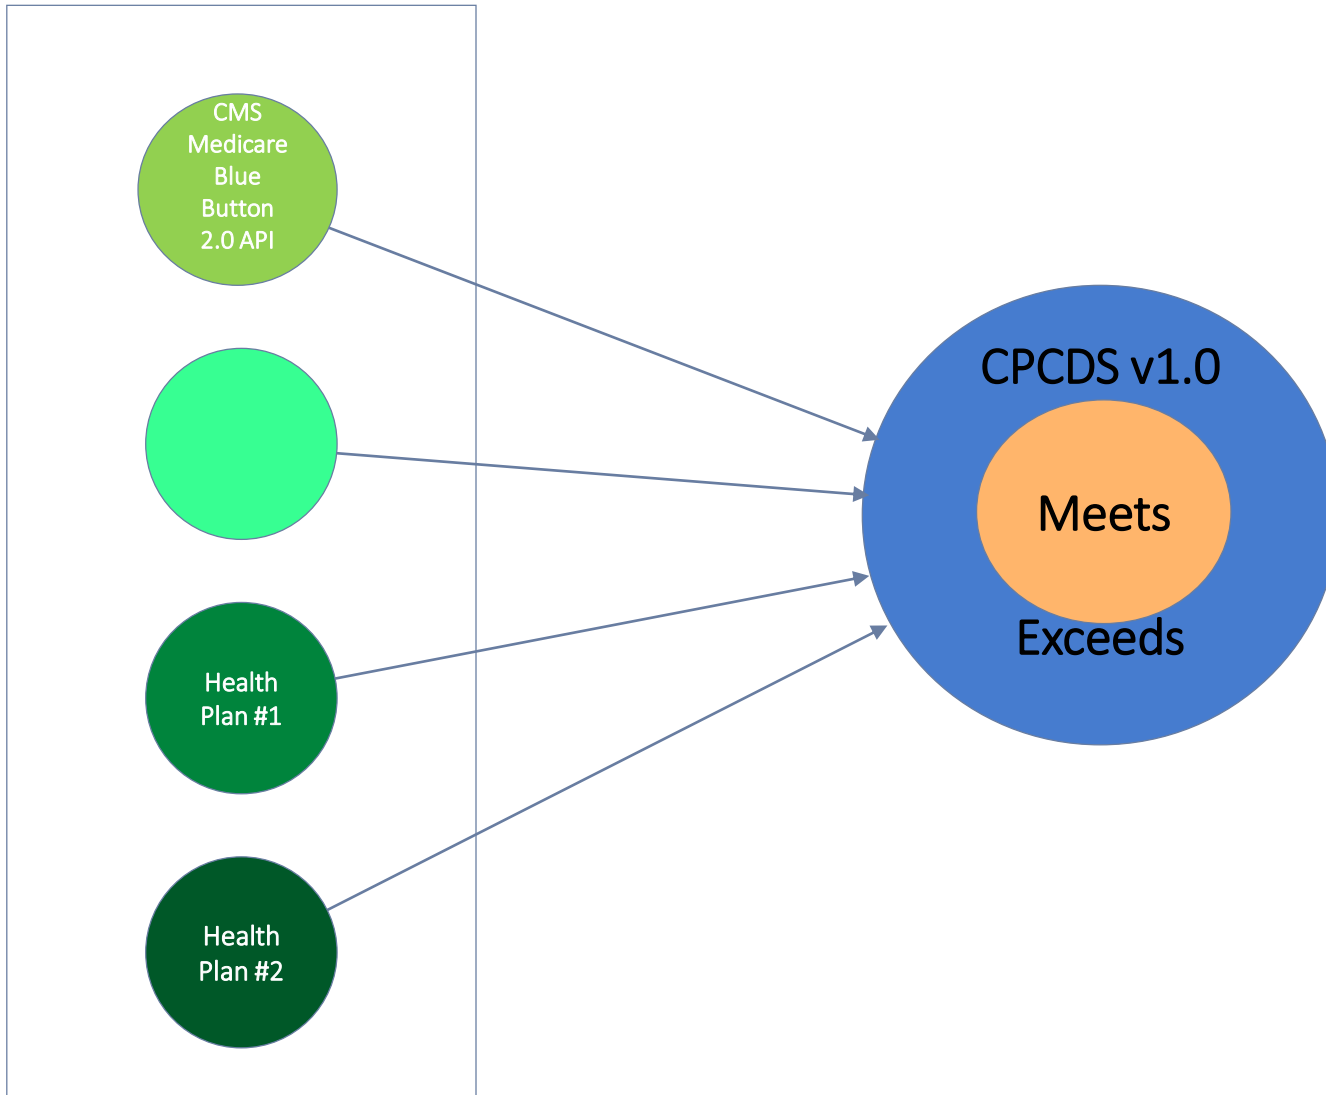 CMS
Medicare
Blue
Button
2.0 API
CPCDS v1.0
Meets
Exceeds
Health
Plan #1
Health
Plan #2